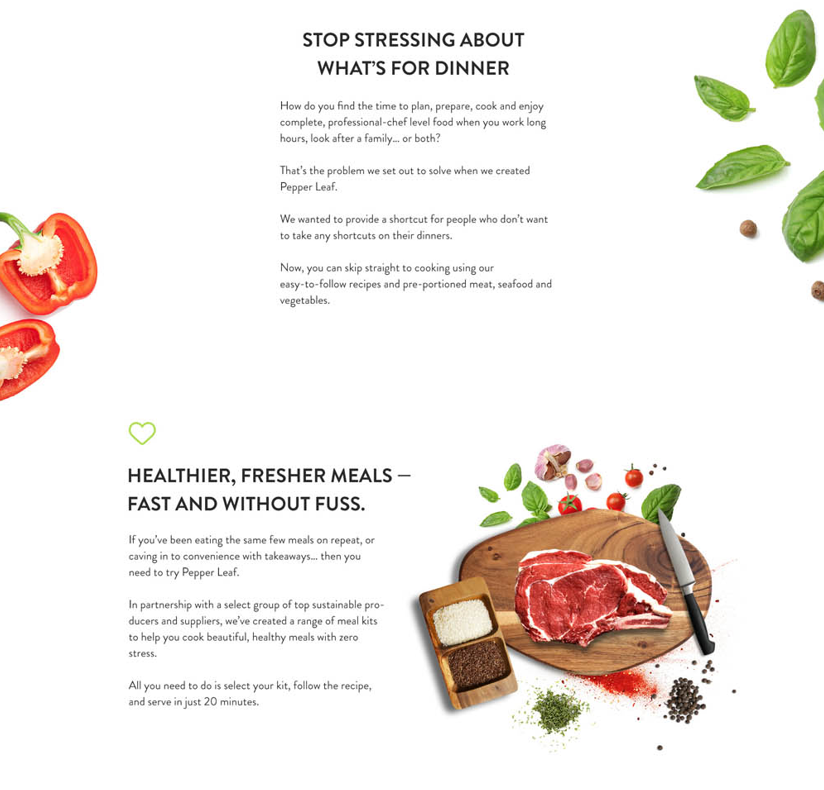 STOP STRESSING ABOUT
WHAT'S FOR DINNER
How do you find the time to plan, prepare, cook and enjoy
complete, professional-chef level food when you work long
hours, look after a family... or both?
That's the problem we set out to solve when we created
Pepper Leaf.
We wanted to provide a shortcut for people who don't want
to take any shortcuts on their dinners.
Now, you can skip straight to cooking using our
easy-to-follow recipes and pre-portioned meat, seafood and
vegetables.
HEALTHIER, FRESHER MEALS —
FAST AND WITHOUT FUSS.
If you've been eating the same few meals on repeat, or
caving in to convenience with takeaways... then you
need to try Pepper Leaf.
In partnership with a select group of top sustainable pro-
ducers and suppliers, we've created a range of meal kits
to help you cook beautiful, healthy meals with zero
stress.
All you need to do is select your kit, follow the recipe,
and serve in just 20 minutes.